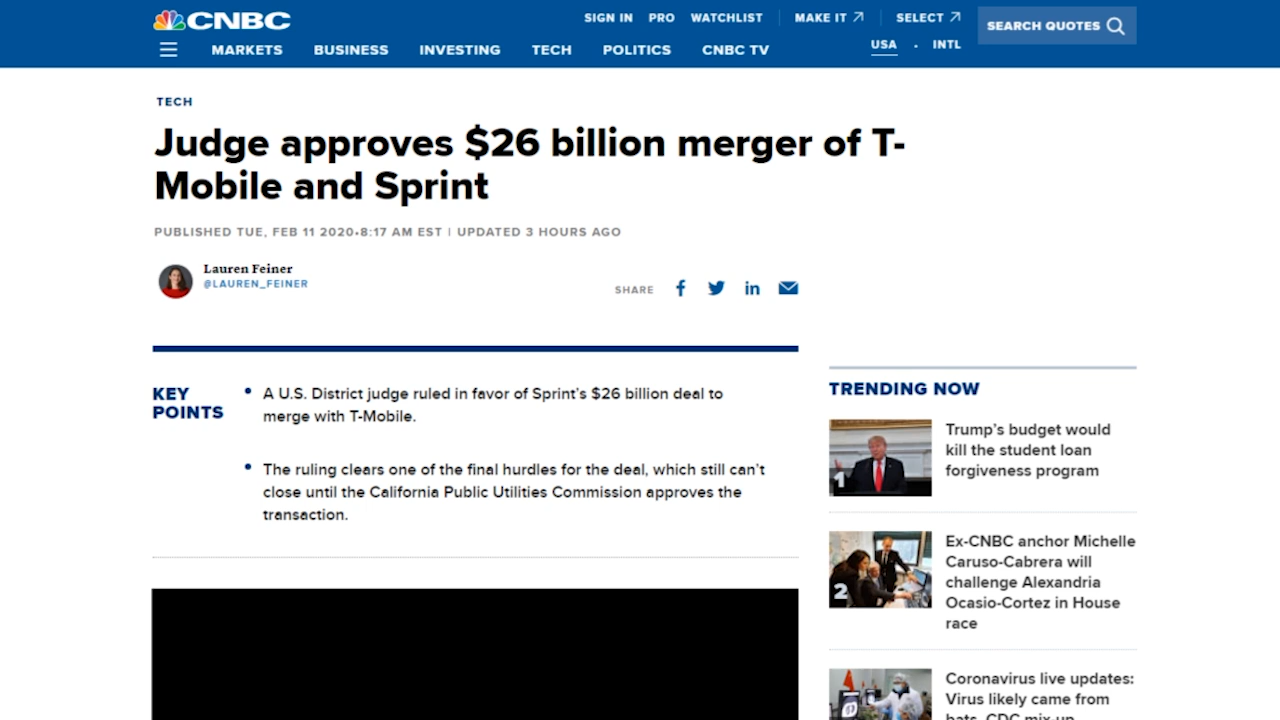 CNBC
SIGN IN PRO WATCHLIST MAKE IT SELECT
SEARCH QUOTES
USA · INTL
MARKETS BUSINESS INVESTING TECH POLITICS CNBC TV
TECH
Judge approves $26 billion merger of T-
Mobile and Sprint
PUBLISHED TUE, FEB 11 2020•8:17 AM EST | UPDATED 3 HOURS AGO
Lauren Feiner
@LAUREN_FEINER
SHARE
KEY
POINTS
• A U.S. District judge ruled in favor of Sprint's $26 billion deal to
merge with T-Mobile.
• The ruling clears one of the final hurdles for the deal, which still can't
close until the California Public Utilities Commission approves the
transaction.
TRENDING NOW
1
Trump's budget would
kill the student loan
forgiveness program
2
Ex-CNBC anchor Michelle
Caruso-Cabrera will
challenge Alexandria
Ocasio-Cortez in House
race
Coronavirus live updates:
Virus likely came from
bats, CDC mix-up